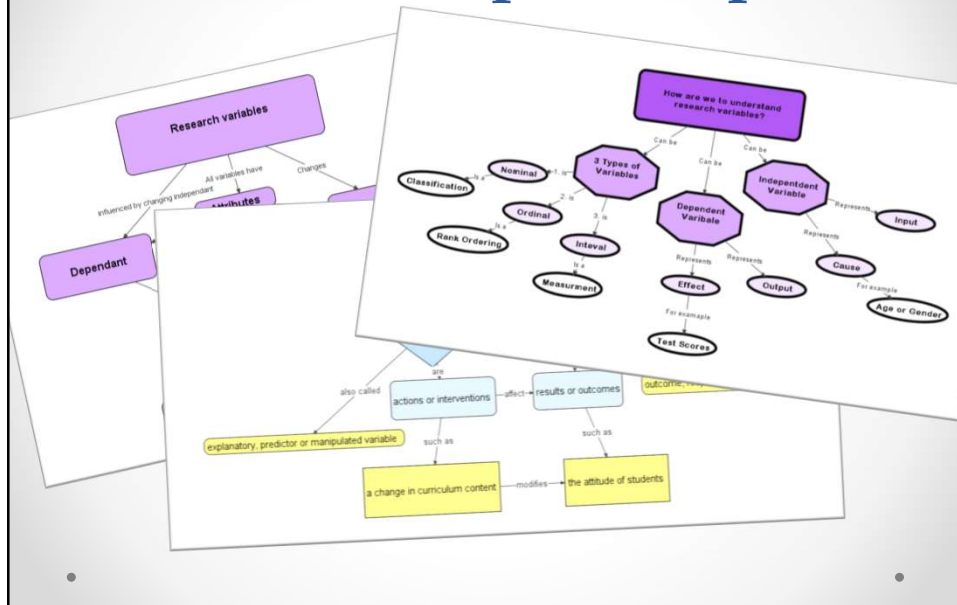 Research variables
Influenced by changing independant
All variables have
Changes
Attributes
Dependant
How are we to understand
research variables?
Can be
Can be
Can be
3 Types of
Variables
1. is
Nominal
Is a
Classification
2. is
Ordinal
Is a
Rank Ordering
3. is
Inteval
Is a
Measurment
Dependent
Varibale
Represents
Represents
Effect
Output
For examaple
Test Scores
Indepentdent
Variable
Represents
Input
Represents
Cause
For example
Age or Gender
are
also called
actions or interventions
affect
results or outcomes
outcome,
explanatory, predictor or manipulated variable
such as
such as
a change in curriculum content
modifies
the attitude of students